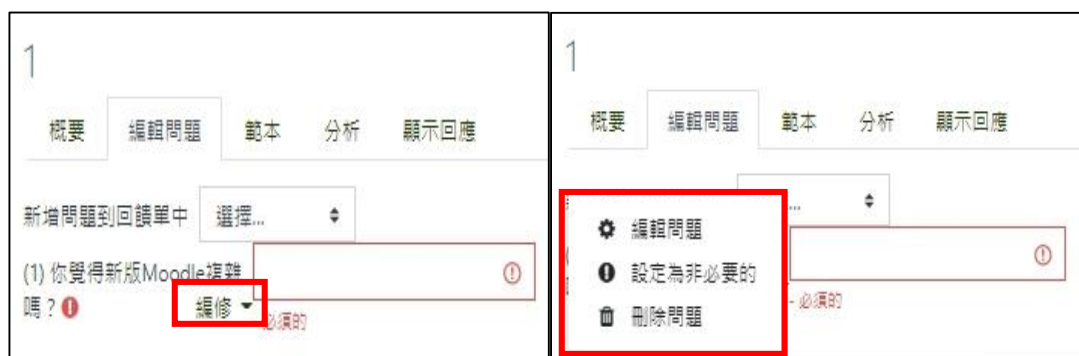 1
概要 編輯問題 範本 分析 顯示回應
新增問題到回饋單中 選擇...
(1) 你覺得新版Moodle複雜
嗎？
編修
必須的
1
概要 編輯問題 範本 分析 顯示回應
...
編輯問題
設定為非必要的
刪除問題
- 必須的